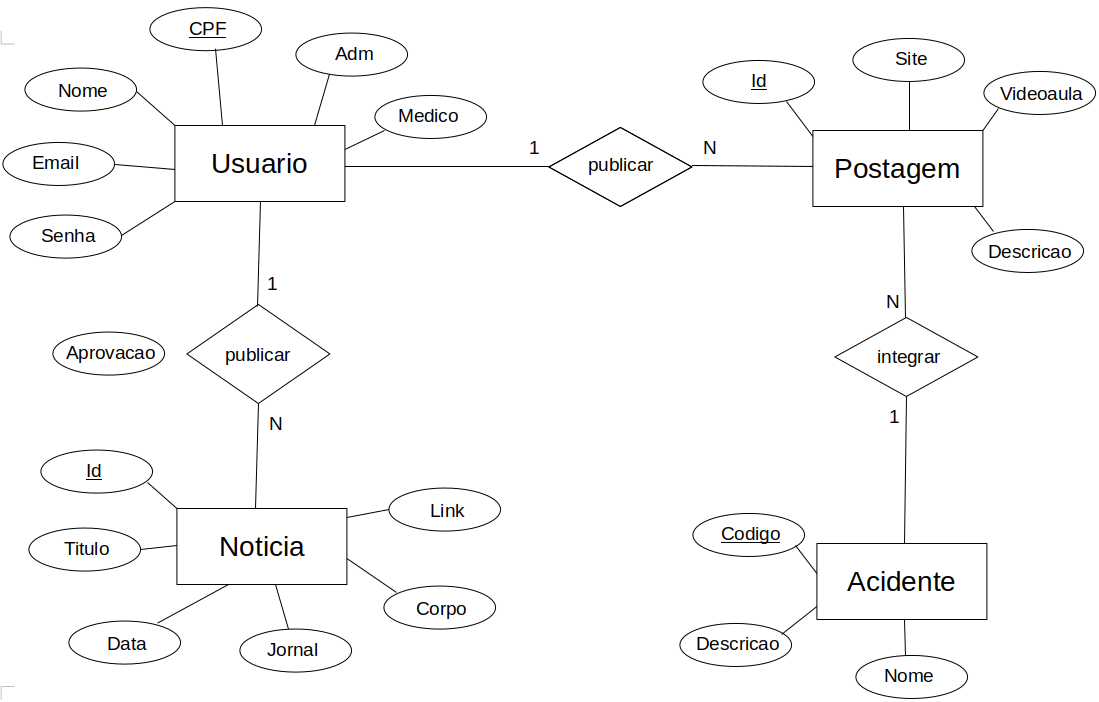 CPF
Adm
Nome
Medico
Email
Usuario
Senha
1
publicar
N
Id
Site
Videoaula
Postagem
Descricao
1
Aprovacao
publicar
N
N
integrar
1
Id
Link
Titulo
Noticia
Corpo
Data
Jornal
Codigo
Acidente
Descricao
Nome